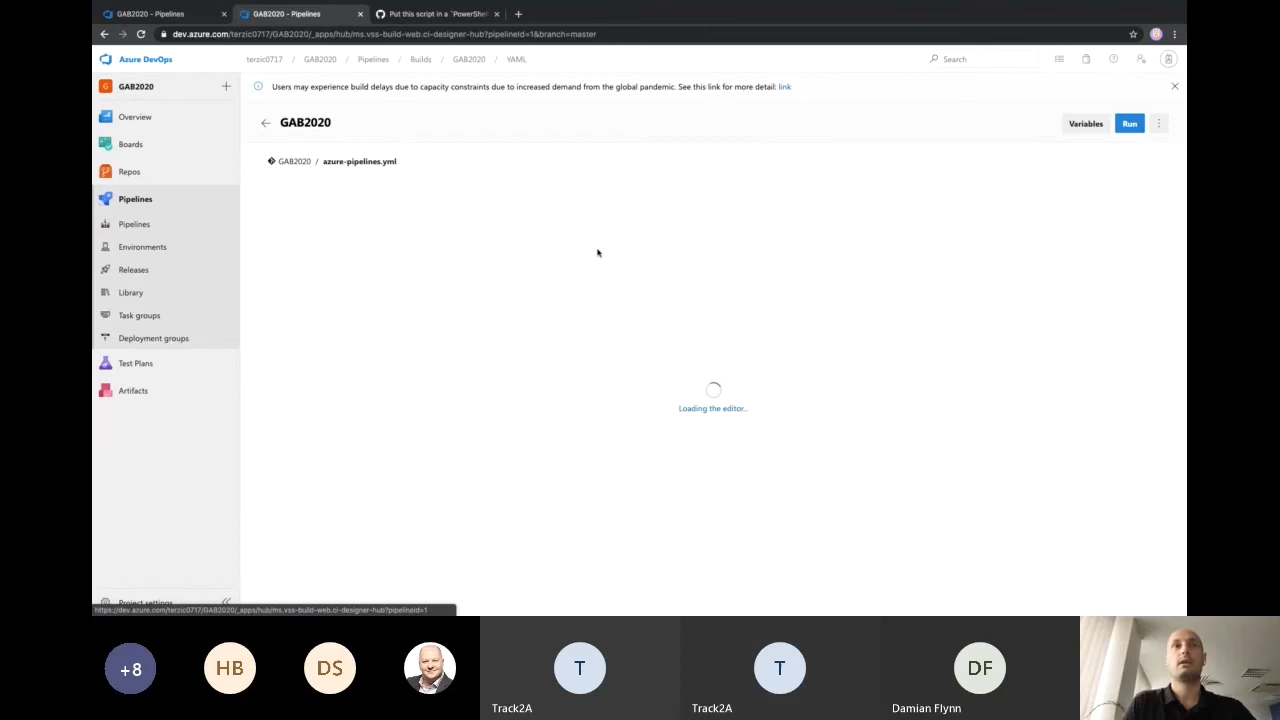 GAB2020 - Pipelines
GAB2020 - Pipelines
Put this script in a `PowerShe
dev.azure.com/terzic0717/GAB2020/_apps/hub/ms.vss-build-web.ci-designer-hub?pipelineId=1&branch=master
Azure DevOps
terzic0717 / GAB2020 / Pipelines / Builds / GAB2020 / YAML
Search
G GAB2020
Users may experience build delays due to capacity constraints due to increased demand from the global pandemic. See this link for more detail: link
Overview
GAB2020
Variables
Run
Boards
GAB2020 / azure-pipelines.yml
Repos
Pipelines
Pipelines
Environments
Releases
Library
Task groups
Deployment groups
Test Plans
Artifacts
Loading the editor..
Project settings
https://dev.azure.com/terzic0717/GAB2020/_apps/hub/ms.vss-build-web.ci-designer-hub?pipelineId=1
+8
HB
DS
T
T
DF
Track2A
Track2A
Damian Flynn